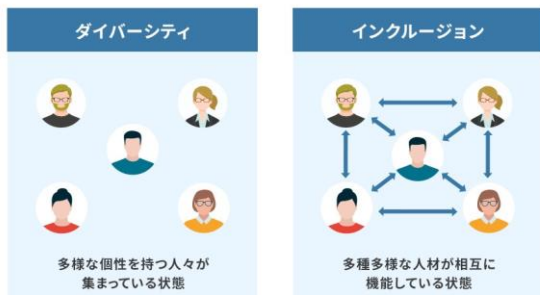 ダイバーシティ
多様な個性を持つ人々が
集まっている状態
インクルージョン
多種多様な人材が相互に
機能している状態